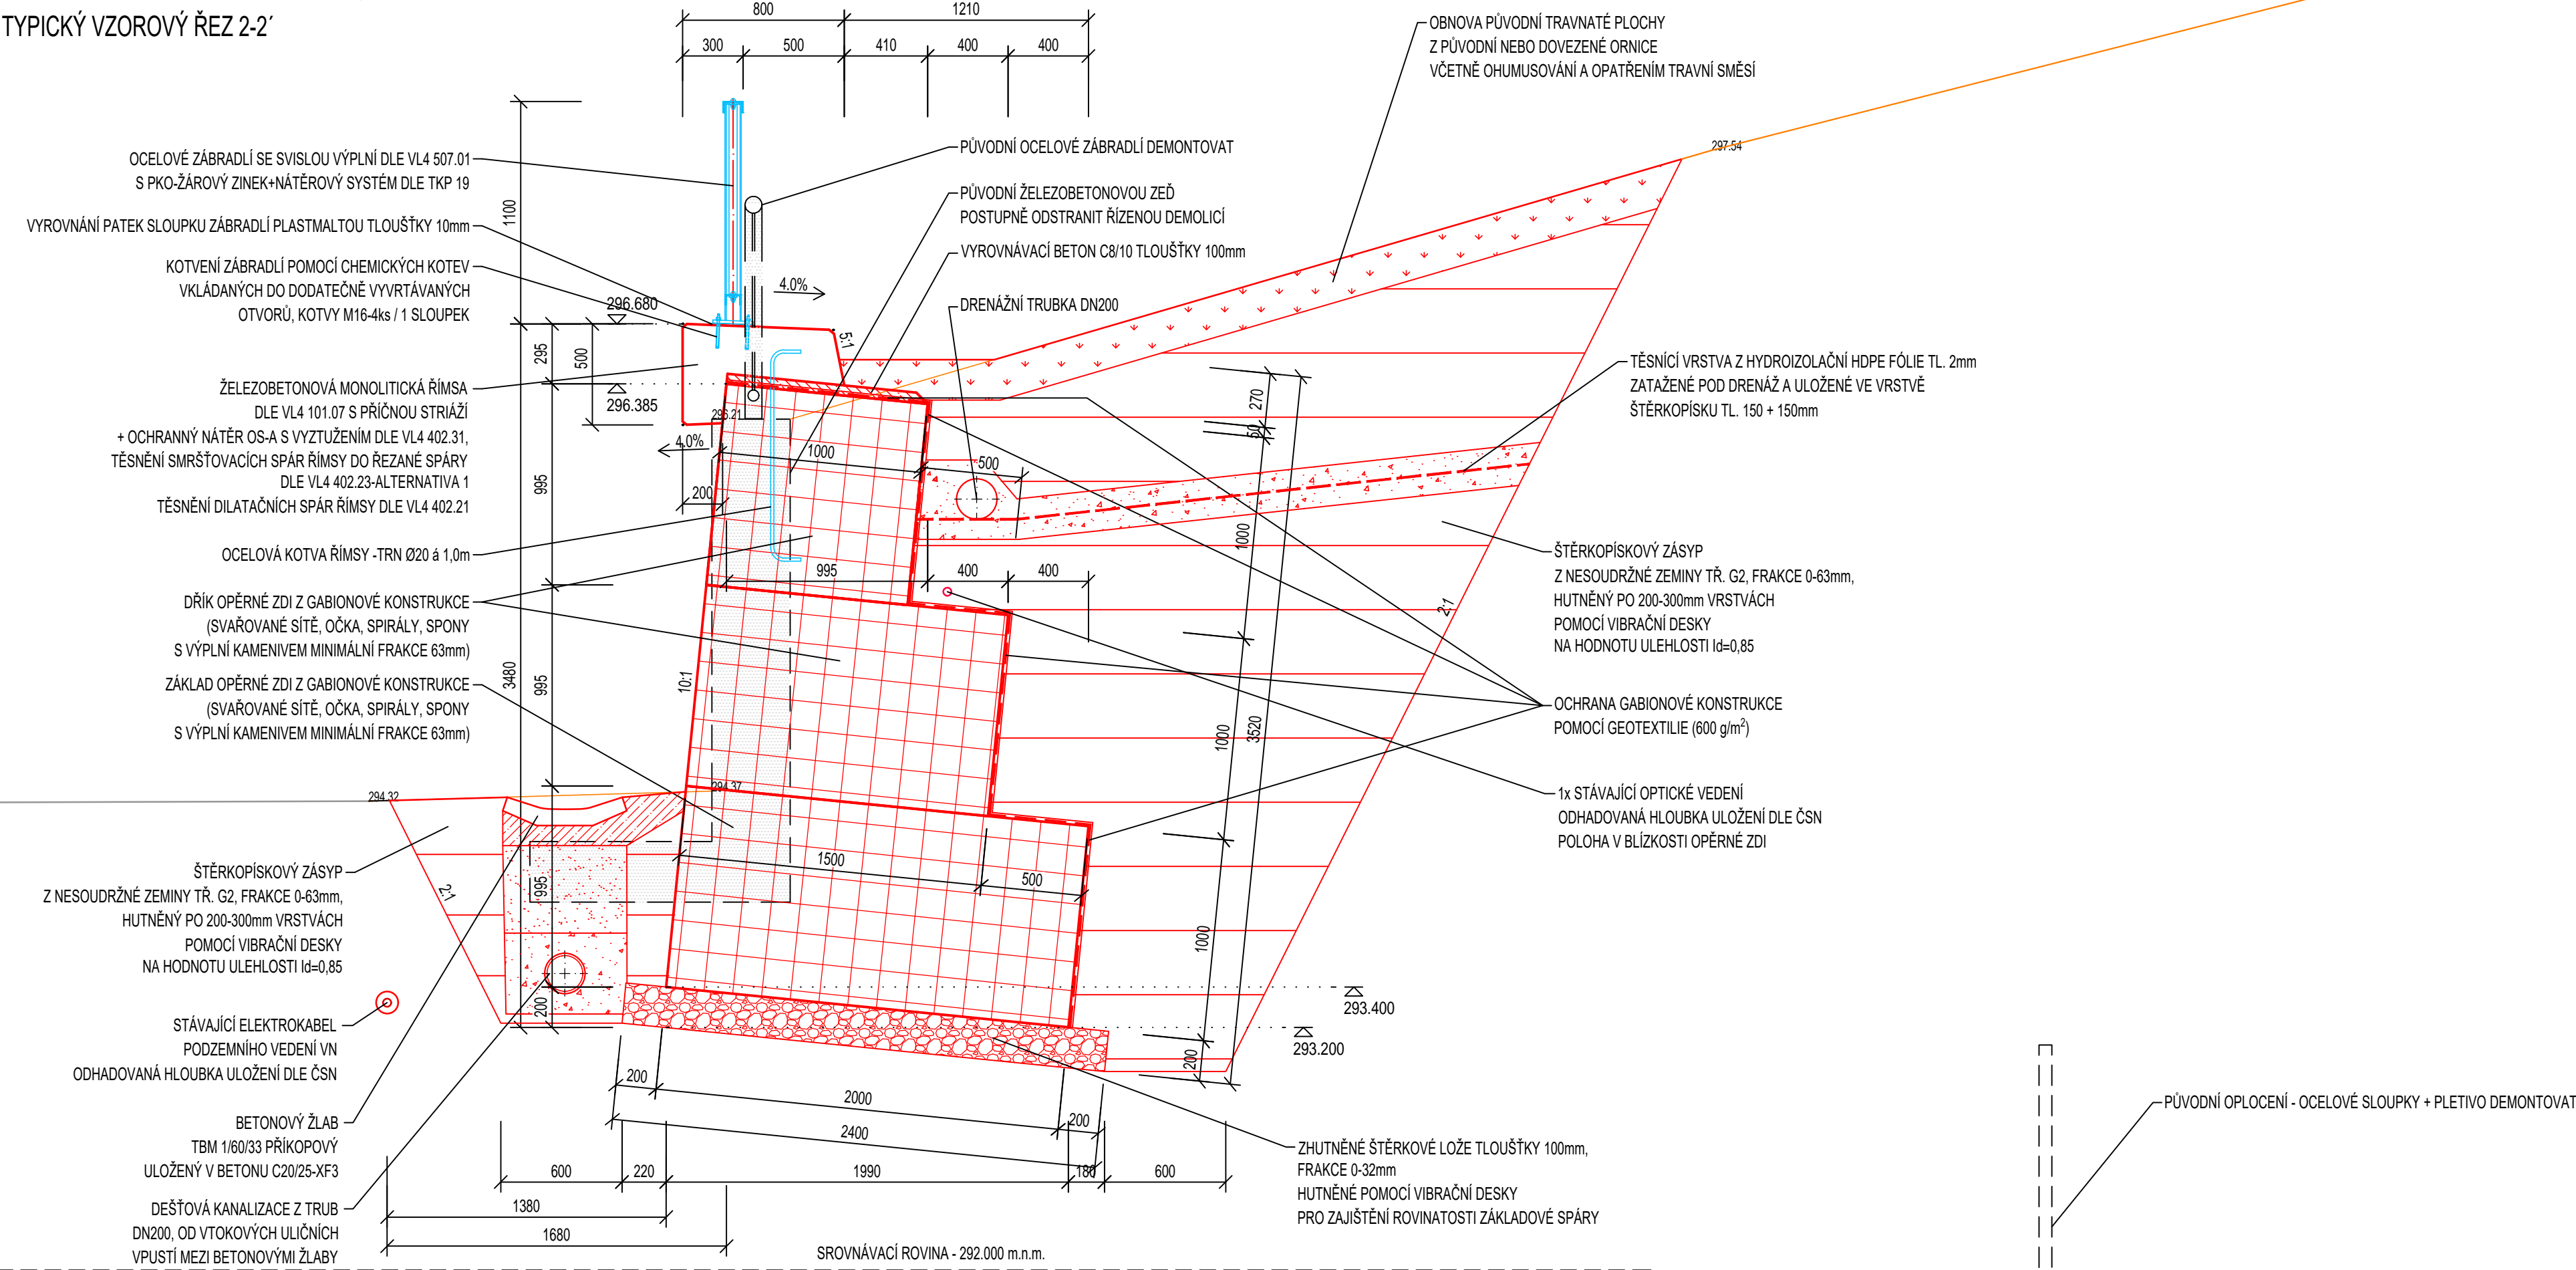 TYPICKÝ VZOROVÝ ŘEZ 2-2´
800
1210
300
500
410
400
400
OBNOVA PŮVODNÍ TRAVNATÉ PLOCHY
Z PŮVODNÍ NEBO DOVEZENÉ ORNICE
VČETNĚ OHUMUSOVÁNÍ A OPATŘENÍM TRAVNÍ SMĚSÍ
297.54
OCELOVÉ ZÁBRADLÍ SE SVISLOU VÝPLNÍ DLE VL4 507.01
S PKO-ŽÁROVÝ ZINEK+NÁTĚROVÝ SYSTÉM DLE TKP 19
VYROVNÁNÍ PATEK SLOUPKU ZÁBRADLÍ PLASTMALTOU TLOUŠŤKY 10mm
KOTVENÍ ZÁBRADLÍ POMOCÍ CHEMICKÝCH KOTEV
VKLÁDANÝCH DO DODATEČNĚ VYVRTÁVANÝCH
OTVORŮ, KOTVY M16-4ks / 1 SLOUPEK
ŽELEZOBETONOVÁ MONOLITICKÁ ŘÍMSA
DLE VL4 101.07 S PŘÍČNOU STRIÁŽÍ
+ OCHRANNÝ NÁTĚR OS-A S VYZTUŽENÍM DLE VL4 402.31,
TĚSNĚNÍ SMRŠŤOVACÍCH SPÁR ŘÍMSY DO ŘEZANÉ SPÁRY
DLE VL4 402.23-ALTERNATIVA 1
TĚSNĚNÍ DILATAČNÍCH SPÁR ŘÍMSY DLE VL4 402.21
OCELOVÁ KOTVA ŘÍMSY -TRN Ø20 á 1,0m
DŘÍK OPĚRNÉ ZDI Z GABIONOVÉ KONSTRUKCE
(SVAŘOVANÉ SÍTĚ, OČKA, SPIRÁLY, SPONY
S VÝPLNÍ KAMENIVEM MINIMÁLNÍ FRAKCE 63mm)
ZÁKLAD OPĚRNÉ ZDI Z GABIONOVÉ KONSTRUKCE
(SVAŘOVANÉ SÍTĚ, OČKA, SPIRÁLY, SPONY
S VÝPLNÍ KAMENIVEM MINIMÁLNÍ FRAKCE 63mm)
294.32
ŠTĚRKOPÍSKOVÝ ZÁSYP
Z NESOUDRŽNÉ ZEMINY TŘ. G2, FRAKCE 0-63mm,
HUTNĚNÝ PO 200-300mm VRSTVÁCH
POMOCÍ VIBRAČNÍ DESKY
NA HODNOTU ULEHLOSTI Id=0,85
STÁVAJÍCÍ ELEKTROKABEL
PODZEMNÍHO VEDENÍ VN
ODHADOVANÁ HLOUBKA ULOŽENÍ DLE ČSN
BETONOVÝ ŽLAB
TBM 1/60/33 PŘÍKOPOVÝ
ULOŽENÝ V BETONU C20/25-XF3
DEŠŤOVÁ KANALIZACE Z TRUB
DN200, OD VTOKOVÝCH ULIČNÍCH
VPUSTÍ MEZI BETONOVÝMI ŽLABY
1100
295
500
995
3480
995
995
200
296.680
296.385
296.21
294.37
4.0%
4.0%
5:1
10:1
2:1
2:1
PŮVODNÍ OCELOVÉ ZÁBRADLÍ DEMONTOVAT
PŮVODNÍ ŽELEZOBETONOVOU ZEĎ
POSTUPNĚ ODSTRANIT ŘÍZENOU DEMOLICÍ
VYROVNÁVACÍ BETON C8/10 TLOUŠŤKY 100mm
DRENÁŽNÍ TRUBKA DN200
1000
500
200
995
400
400
1500
500
270
50
1000
1000
3520
1000
200
TĚSNÍCÍ VRSTVA Z HYDROIZOLAČNÍ HDPE FÓLIE TL. 2mm
ZATAŽENÉ POD DRENÁŽ A ULOŽENÉ VE VRSTVĚ
ŠTĚRKOPÍSKU TL. 150 + 150mm
ŠTĚRKOPÍSKOVÝ ZÁSYP
Z NESOUDRŽNÉ ZEMINY TŘ. G2, FRAKCE 0-63mm,
HUTNĚNÝ PO 200-300mm VRSTVÁCH
POMOCÍ VIBRAČNÍ DESKY
NA HODNOTU ULEHLOSTI Id=0,85
OCHRANA GABIONOVÉ KONSTRUKCE
POMOCÍ GEOTEXTILIE (600 g/m²)
1x STÁVAJÍCÍ OPTICKÉ VEDENÍ
ODHADOVANÁ HLOUBKA ULOŽENÍ DLE ČSN
POLOHA V BLÍZKOSTI OPĚRNÉ ZDI
293.400
293.200
200
2000
200
2400
600
220
1990
180
600
1380
1680
ZHUTNĚNÉ ŠTĚRKOVÉ LOŽE TLOUŠŤKY 100mm,
FRAKCE 0-32mm
HUTNĚNÉ POMOCÍ VIBRAČNÍ DESKY
PRO ZAJIŠTĚNÍ ROVINATOSTI ZÁKLADOVÉ SPÁRY
PŮVODNÍ OPLOCENÍ - OCELOVÉ SLOUPKY + PLETIVO DEMONTOVAT
SROVNÁVACÍ ROVINA - 292.000 m.n.m.